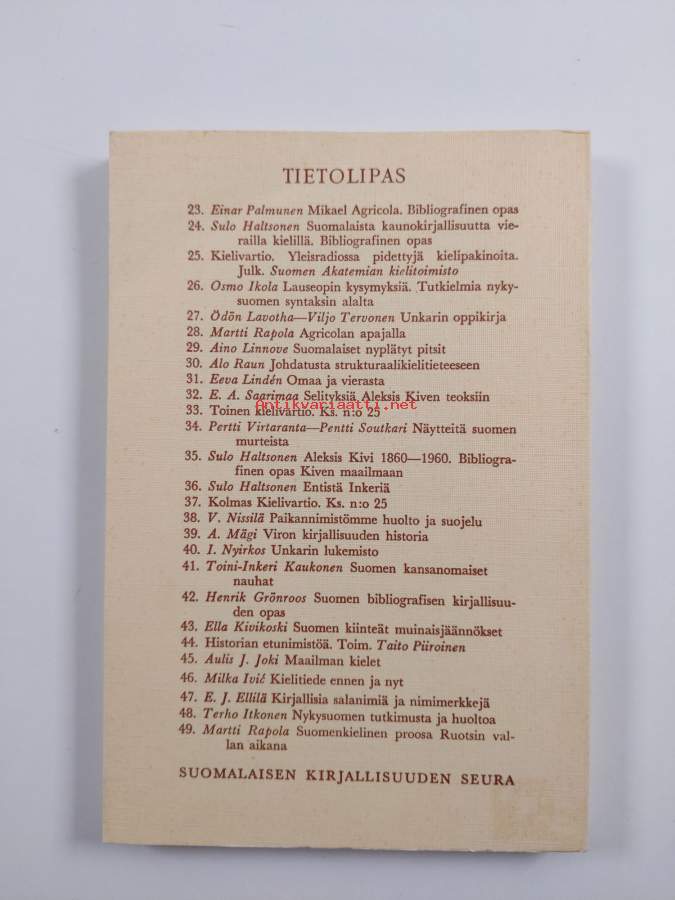 TIETOLIPAS
23. Einar Palmunen Mikael Agricola. Bibliografinen opas
24. Sulo Haltsonen Suomalaista kaunokirjallisuutta vie-
railla kielillä. Bibliografinen opas
25. Kielivartio. Yleisradiossa pidettyjä kielipakinoita.
Julk. Suomen Akatemian kielitoimisto
26. Osmo Ikola Lauseopin kysymyksiä. Tutkielmia nyky-
suomen syntaksin alalta
27. Ödön Lavotha—Viljo Tervonen Unkarin oppikirja
28. Martti Rapola Agricolan apajalla
29. Aino Linnove Suomalaiset nyplätyt pitsit
30. Alo Raun Johdatusta strukturaalikielitieteeseen
31. Eeva Lindén Omaa ja vierasta
32. E. A. Saarimaa Selityksiä Aleksis Kiven teoksiin
Antikvariaatti.net
33. Toinen kielivartio. Ks. n:o 25
34. Pertti Virtaranta—Pentti Soutkari Näytteitä suomen
murteista
35. Sulo Haltsonen Aleksis Kivi 1860—1960. Bibliogra-
finen opas Kiven maailmaan
36. Sulo Haltsonen Entistä Inkeriä
37. Kolmas Kielivartio. Ks. n:o 25
38. V. Nissilä Paikannimistömme huolto ja suojelu
39. A. Mägi Viron kirjallisuuden historia
40. I. Nyirkos Unkarin lukemisto
41. Toini-Inkeri Kaukonen Suomen kansanomaiset
nauhat
42. Henrik Grönroos Suomen bibliografisen kirjallisuu-
den opas
43. Ella Kivikoski Suomen kiinteät muinaisjäännökset
44. Historian etunimistöä. Toim. Taito Piiroinen
45. Aulis J. Joki Maailman kielet
46. Milka Ivić Kielitiede ennen ja nyt
47. E. J. Ellilä Kirjallisia salanimiä ja nimimerkkejä
48. Terho Itkonen Nykysuomen tutkimusta ja huoltoa
49. Martti Rapola Suomenkielinen proosa Ruotsin val-
lan aikana
SUOMALAISEN KIRJALLISUUDEN SEURA